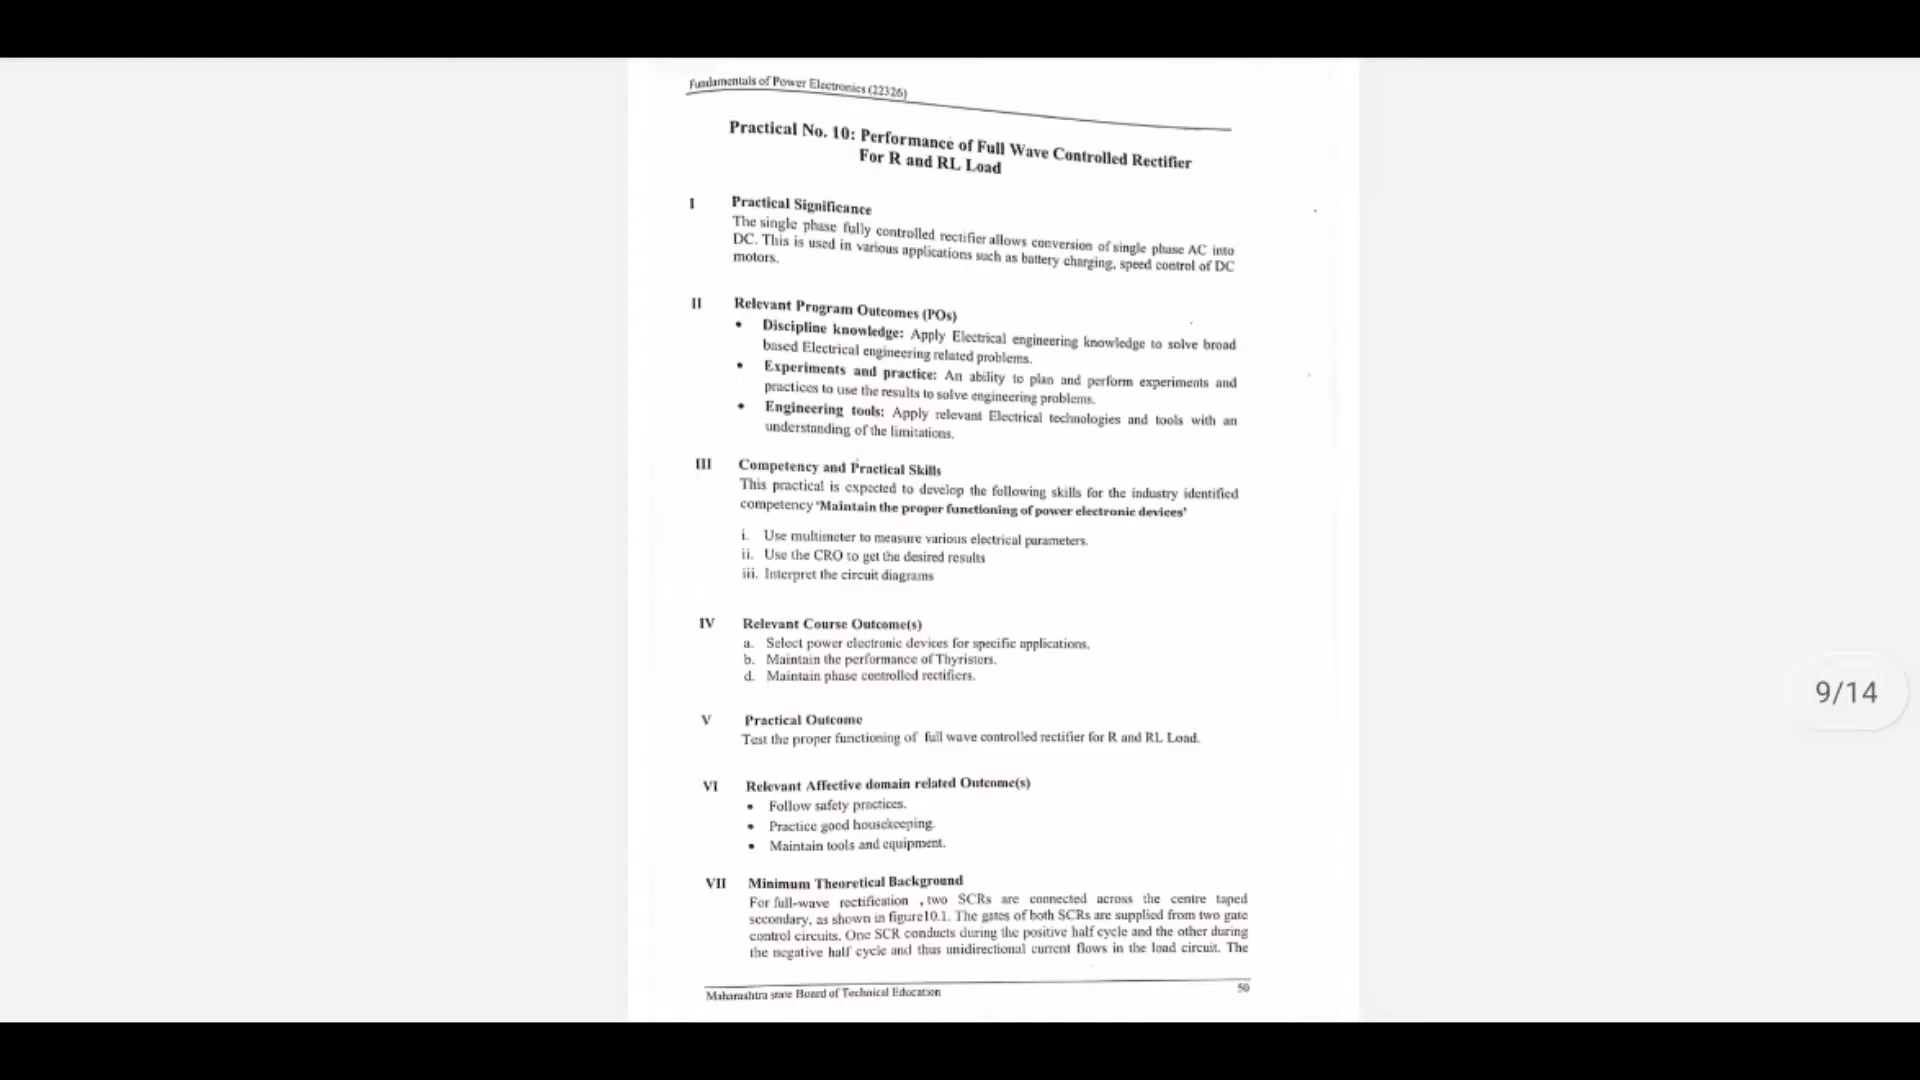 Fundamentals of Power Electronics (22326)
Practical No. 10: Performance of Full Wave Controlled Rectifier
For R and RL Load
I Practical Significance
The single phase fully controlled rectifier allows conversion of single phase AC into
DC. This is used in various applications such as battery charging, speed control of DC
motors.
II Relevant Program Outcomes (POs)
• Discipline knowledge: Apply Electrical engineering knowledge to solve broad
based Electrical engineering related problems.
• Experiments and practice: An ability to plan and perform experiments and
practices to use the results to solve engineering problems.
• Engineering tools: Apply relevant Electrical technologies and tools with an
understanding of the limitations.
III Competency and Practical Skills
This practical is expected to develop the following skills for the industry identified
competency 'Maintain the proper functioning of power electronic devices'
i. Use multimeter to measure various electrical parameters.
ii. Use the CRO to get the desired results
iii. Interpret the circuit diagrams
IV Relevant Course Outcome(s)
a. Select power electronic devices for specific applications.
b. Maintain the performance of Thyristors.
d. Maintain phase controlled rectifiers.
V Practical Outcome
Test the proper functioning of full wave controlled rectifier for R and RL Load.
VI Relevant Affective domain related Outcome(s)
• Follow safety practices.
• Practice good housekeeping.
• Maintain tools and equipment.
VII Minimum Theoretical Background
For full-wave rectification , two SCRs are connected across the centre taped
secondary, as shown in figure10.1. The gates of both SCRs are supplied from two gate
control circuits. One SCR conducts during the positive half cycle and the other during
the negative half cycle and thus unidirectional current flows in the load circuit. The
Maharashtra state Board of Technical Education 50
9/14